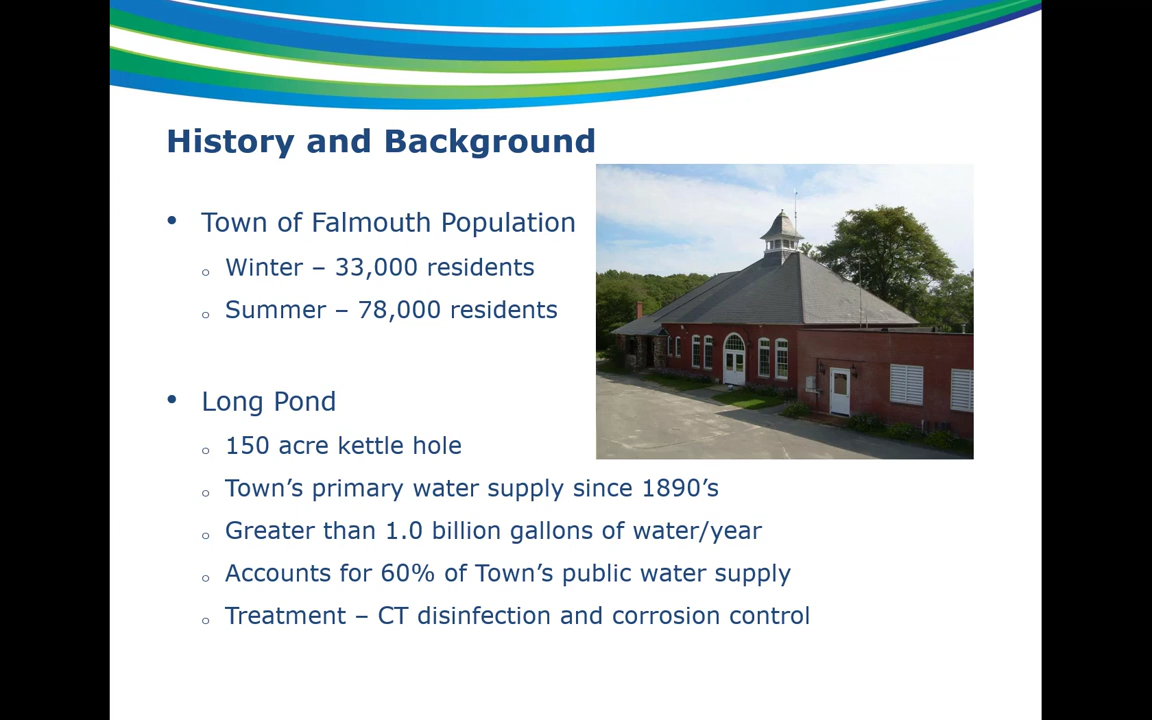 History and Background
• Town of Falmouth Population
o Winter – 33,000 residents
o Summer – 78,000 residents
• Long Pond
o 150 acre kettle hole
o Town’s primary water supply since 1890’s
o Greater than 1.0 billion gallons of water/year
o Accounts for 60% of Town’s public water supply
o Treatment – CT disinfection and corrosion control